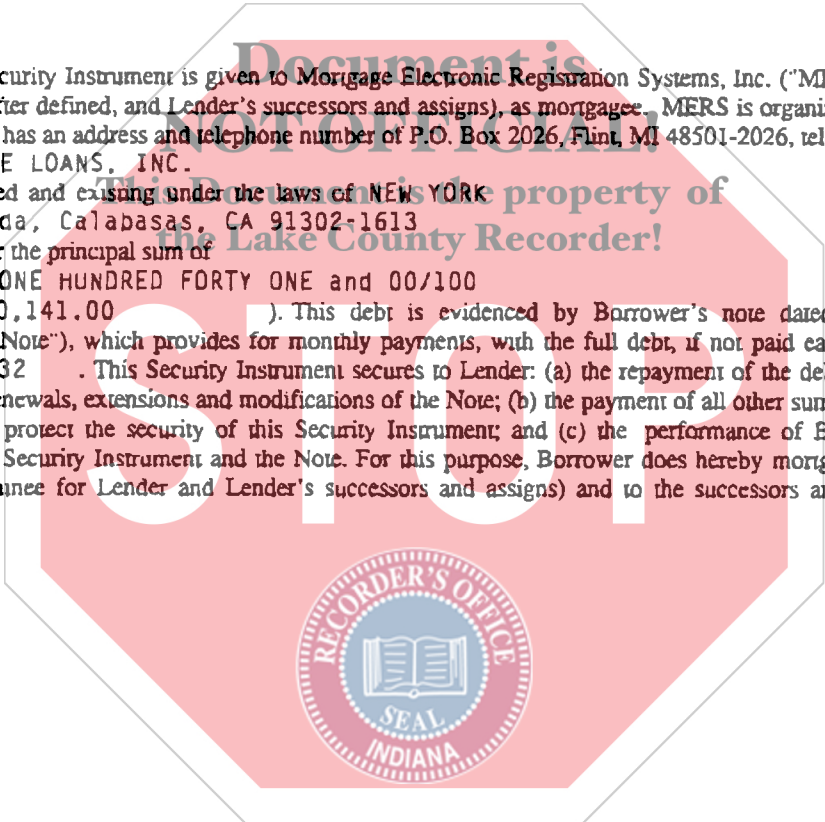 Document is
curity Instrument is given to Mortgage Electronic Registration Systems, Inc. ("ME
fter defined, and Lender's successors and assigns), as mortgagee. MERS is organi
NOT OFFICIAL!
has an address and telephone number of P.O. Box 2026, Flint, MI 48501-2026, tel
E LOANS, INC.
ed and existing under the laws of NEW YORK
This Document is the property of
da, Calabasas, CA 91302-1613
the Lake County Recorder!
r the principal sum of
ONE HUNDRED FORTY ONE and 00/100
0,141.00 ). This debt is evidenced by Borrower's note dated
Note"), which provides for monthly payments, with the full debt, if not paid ea
32 . This Security Instrument secures to Lender: (a) the repayment of the de
newals, extensions and modifications of the Note; (b) the payment of all other sum
protect the security of this Security Instrument; and (c) the performance of B
Security Instrument and the Note. For this purpose, Borrower does hereby mortg
inee for Lender and Lender's successors and assigns) and to the successors a
STOP
RECORDER'S OFFICE
SEAL
INDIANA